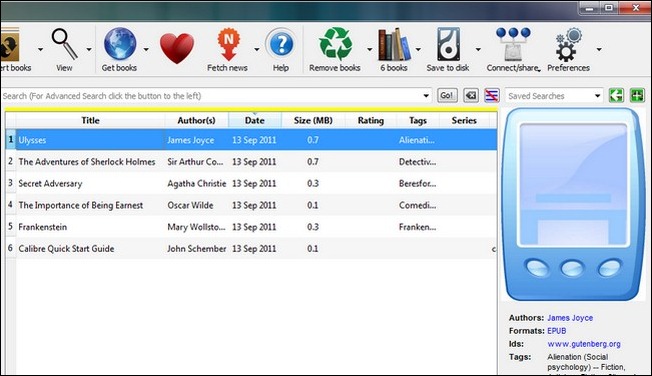 ert books View Get books Fetch news Help Remove books 6 books Save to disk Connect/share Preferences
Search (For Advanced Search click the button to the left) Go! Saved Searches
Title Author(s) Date Size (MB) Rating Tags Series
1 Ulysses James Joyce 13 Sep 2011 0.7 Alienati...
2 The Adventures of Sherlock Holmes Sir Arthur Co... 13 Sep 2011 0.7 Detectiv...
3 Secret Adversary Agatha Christie 13 Sep 2011 0.3 Beresfor...
4 The Importance of Being Earnest Oscar Wilde 13 Sep 2011 0.1 Comedi...
5 Frankenstein Mary Wollsto... 13 Sep 2011 0.3 Franken...
6 Calibre Quick Start Guide John Schember 13 Sep 2011 0.1 c
Authors: James Joyce
Formats: EPUB
Ids: www.gutenberg.org
Tags: Alienation (Social
psychology) -- Fiction,